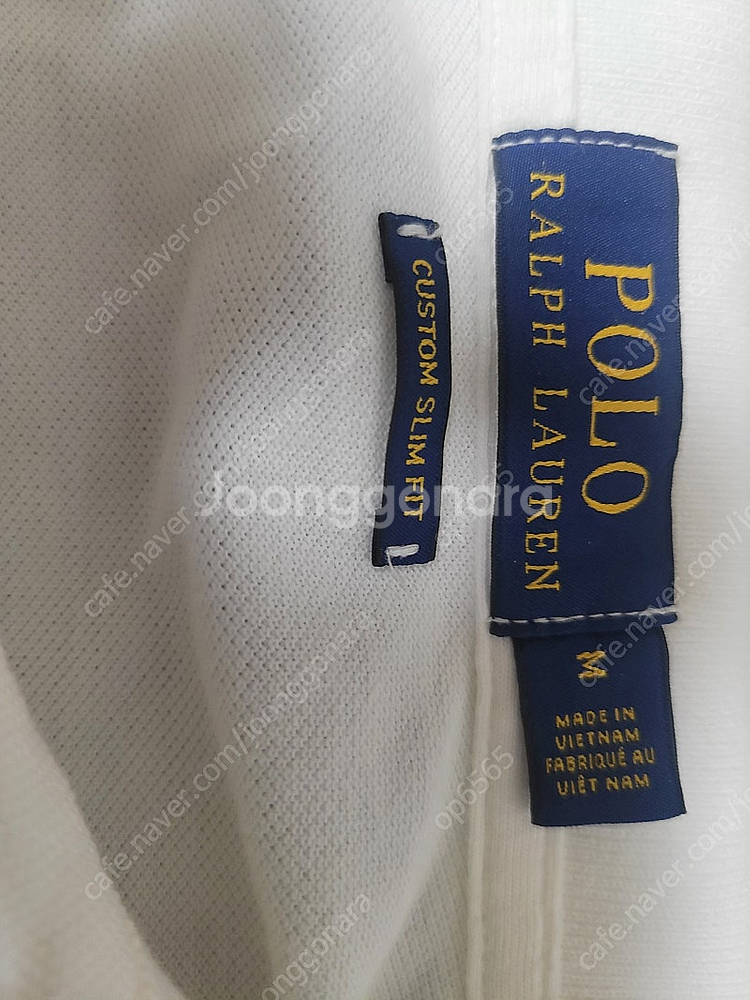 POLO
RALPH LAUREN
CUSTOM SLIM FIT
M
MADE IN
VIETNAM
FABRIQUÉ AU
VIÊT NAM
Joonggonara
cafe.naver.com/joonggonara
op6565